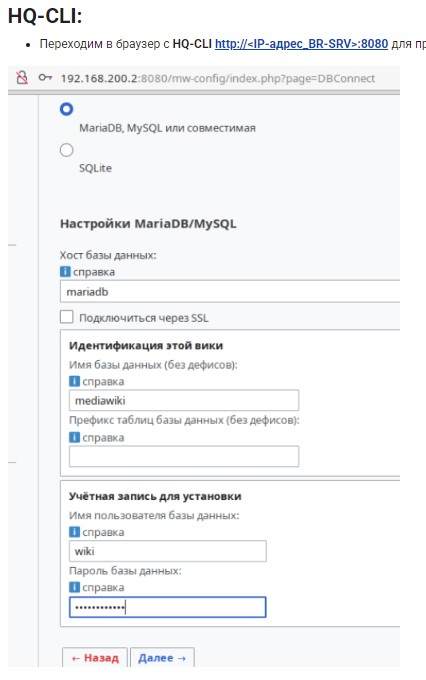 HQ-CLI:
• Переходим в браузер с HQ-CLI http://<IP-адрес_BR-SRV>:8080 для
192.168.200.2:8080/mw-config/index.php?page=DBConnect
MariaDB, MySQL или совместимая
SQLite
Настройки MariaDB/MySQL
Хост базы данных:
справка
mariadb
Подключиться через SSL
Идентификация этой вики
Имя базы данных (без дефисов):
справка
mediawiki
Префикс таблиц базы данных (без дефисов):
справка
Учётная запись для установки
Имя пользователя базы данных:
справка
wiki
Пароль базы данных:
справка
••••••••••••
← Назад Далее →